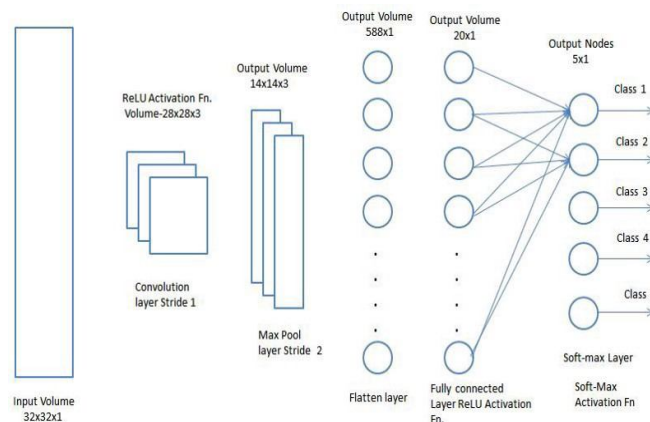 Output Volume
588x1
Output Volume
20x1
Output Nodes
5x1
Output Volume
14x14x3
ReLU Activation Fn.
Volume-28x28x3
Class 1
Class 2
Class 3
Class 4
Class
Convolution
layer Stride 1
Max Pool
layer Stride 2
Soft-max Layer
Flatten layer
Fully connected
Layer ReLU Activation
Fn.
Soft-Max
Activation Fn
Input Volume
32x32x1